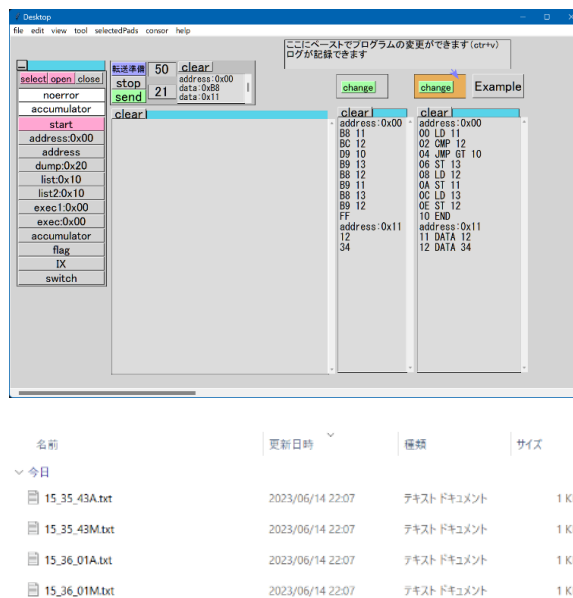 Desktop
file edit view tool selectedPads consor help
ここにペーストでプログラムの変更ができます(ctr+v)
ログが記録できます
select open close
noerror
accumulator
start
address:0x00
address
dump:0x20
list:0x10
list2:0x10
exec1:0x00
exec:0x00
accumulator
flag
IX
switch
転送準備 50 clear
stop
send 21
address:0x00
data:0xB8
data:0x11
clear
change
change Example
clear
address:0x00
B8 11
BC 12
D9 10
B9 13
B8 12
B9 11
B8 13
B9 12
FF
address:0x11
12
34
clear
address:0x00
00 LD 11
02 CMP 12
04 JMP GT 10
06 ST 13
08 LD 12
0A ST 11
0C LD 13
0E ST 12
10 END
address:0x11
11 DATA 12
12 DATA 34
名前 更新日時 種類 サイズ
今日
15_35_43A.txt 2023/06/14 22:07 テキスト ドキュメント 1 K
15_35_43M.txt 2023/06/14 22:07 テキスト ドキュメント 1 K
15_36_01A.txt 2023/06/14 22:07 テキスト ドキュメント 1 K
15_36_01M.txt 2023/06/14 22:07 テキスト ドキュメント 1 K